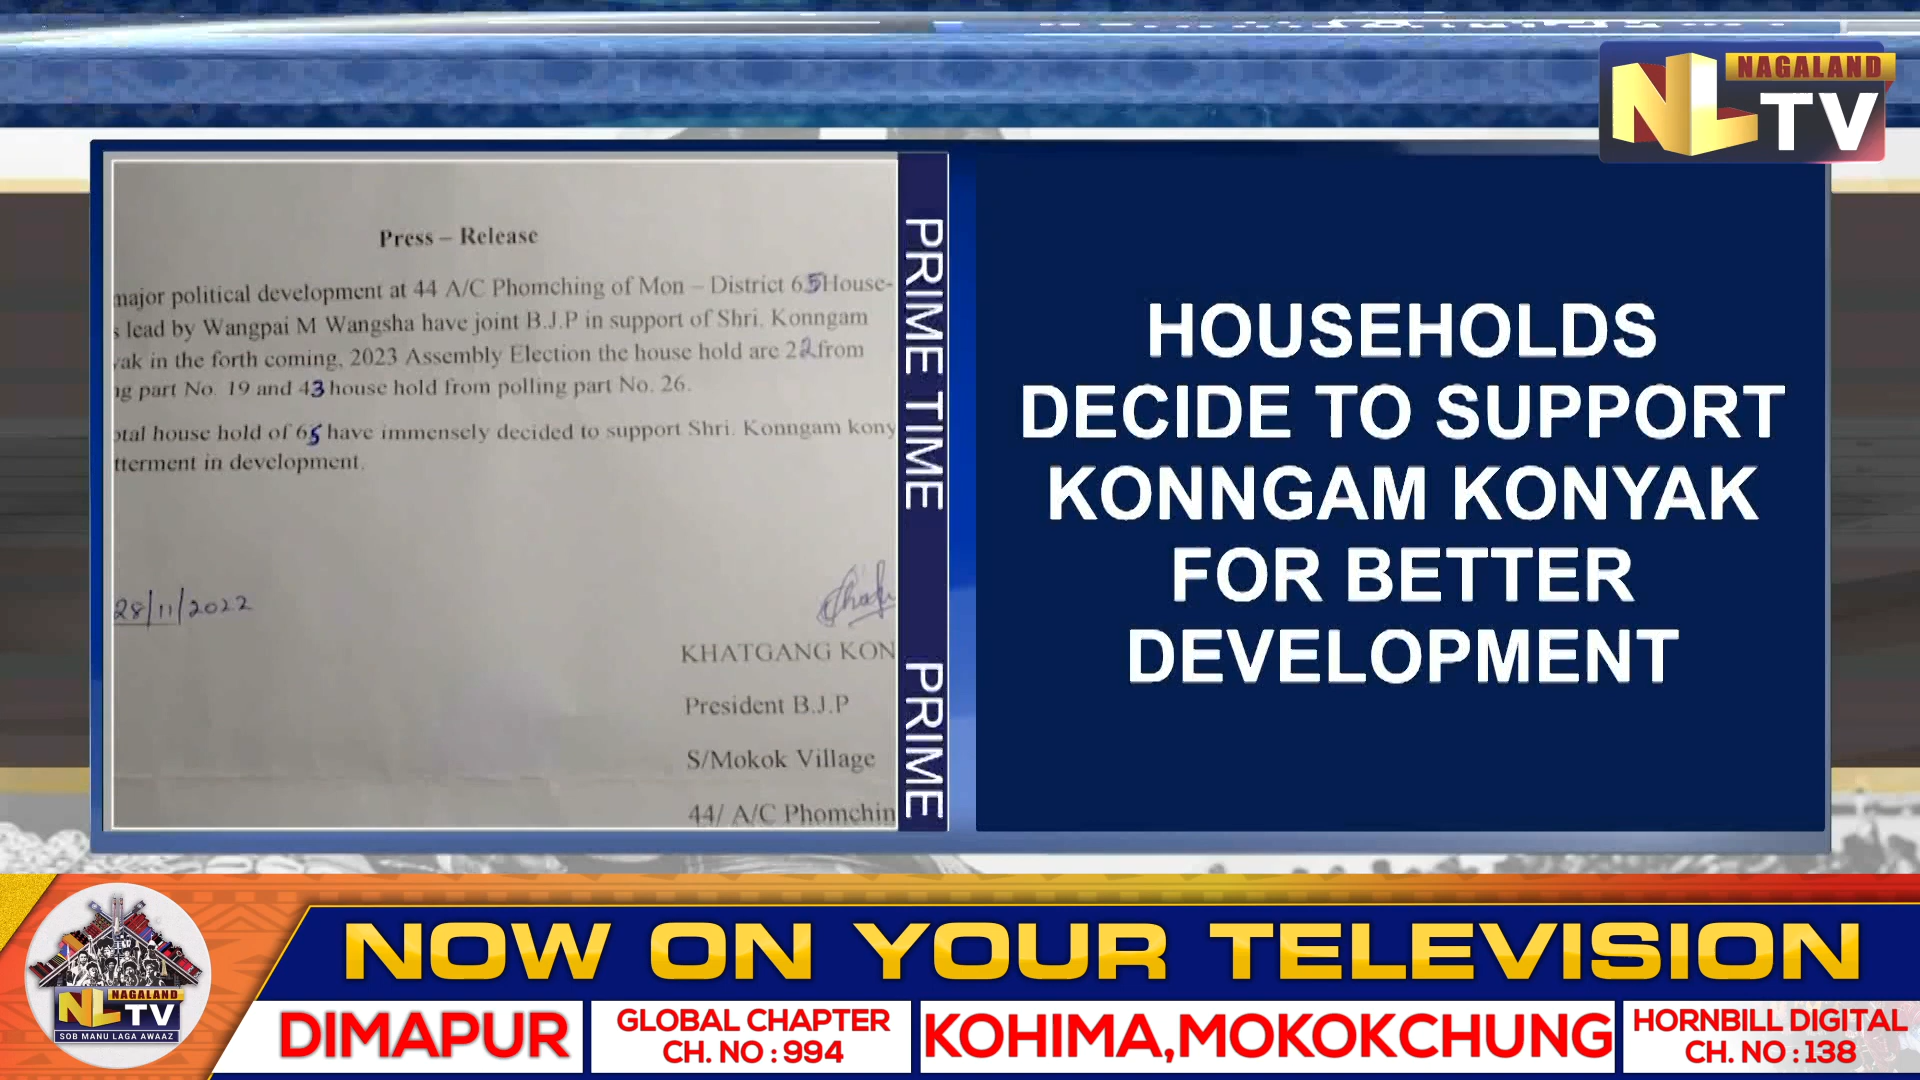 NAGALAND
NL TV
Press – Release
major political development at 44 A/C Phomching of Mon – District 65 House-
s lead by Wangpai M Wangsha have joint B.J.P in support of Shri. Konngam
yak in the forth coming, 2023 Assembly Election the house hold are 22 from
ng part No. 19 and 43 house hold from polling part No. 26.
otal house hold of 65 have immensely decided to support Shri. Konngam kony
tterment in development.
28/11/2022
KHATGANG KON
President B.J.P
S/Mokok Village
44/ A/C Phomchin
PRIME TIME
PRIME
HOUSEHOLDS
DECIDE TO SUPPORT
KONNGAM KONYAK
FOR BETTER
DEVELOPMENT
NAGALAND
NL TV
SOB MANU LAGA AWAAZ
NOW ON YOUR TELEVISION
DIMAPUR
GLOBAL CHAPTER
CH. NO : 994
KOHIMA,MOKOKCHUNG
HORNBILL DIGITAL
CH. NO : 138